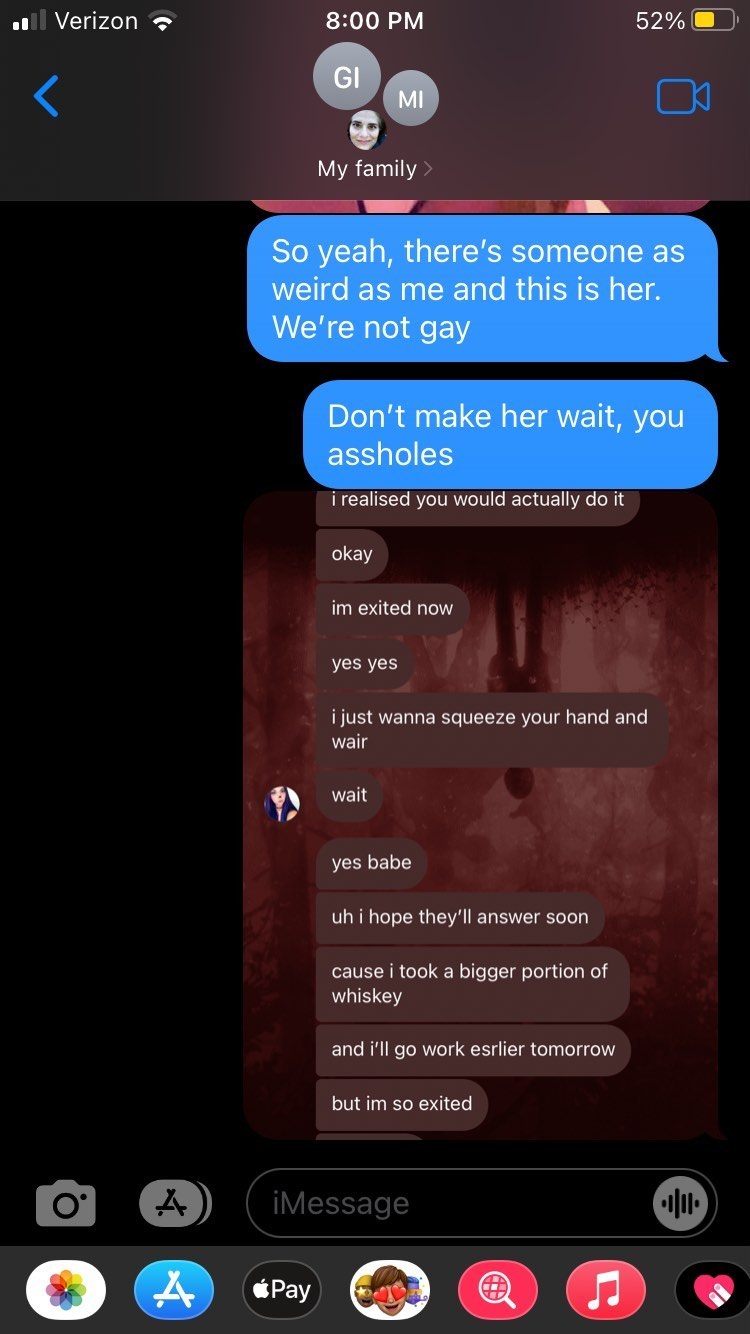 Verizon 8:00 PM 52%
GI
MI
My family
So yeah, there's someone as
weird as me and this is her.
We're not gay
Don't make her wait, you
assholes
i realised you would actually do it
okay
im exited now
yes yes
i just wanna squeeze your hand and
wair
wait
yes babe
uh i hope they'll answer soon
cause i took a bigger portion of
whiskey
and i'll go work esrlier tomorrow
but im so exited
iMessage
Pay